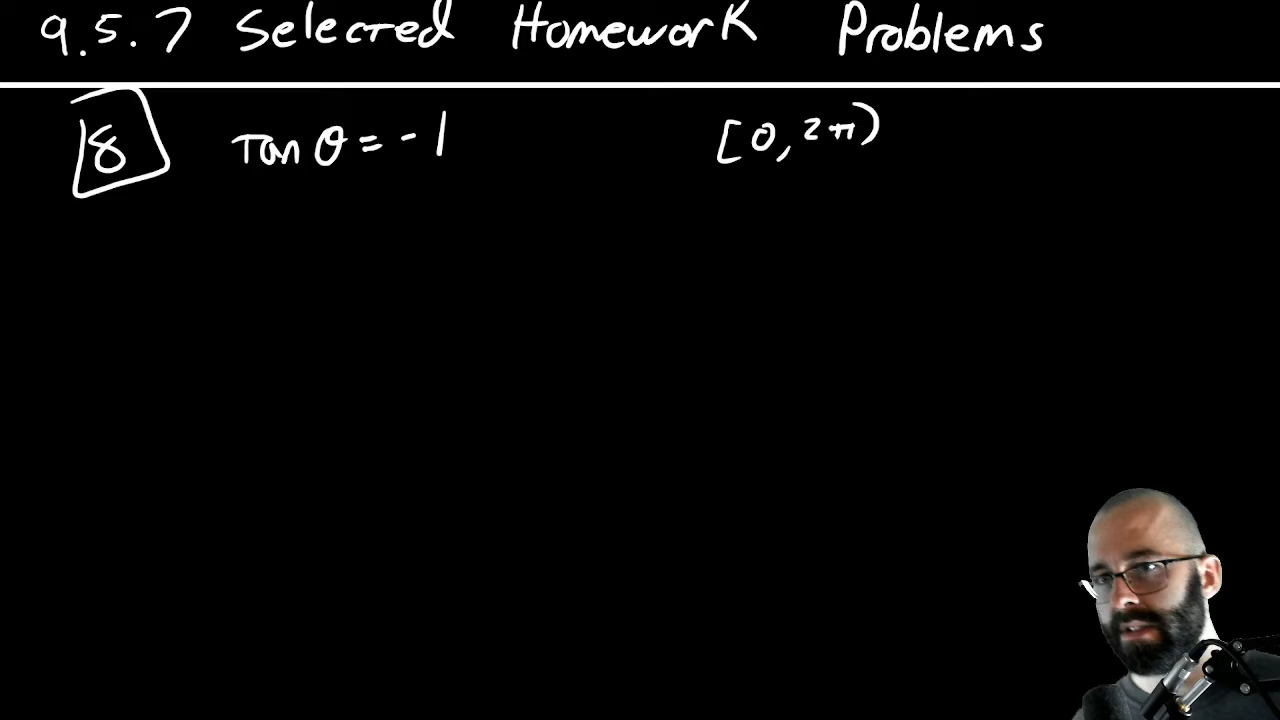 9.5.7 Selected Homework Problems
8 Tan θ = -1 [0, 2π)